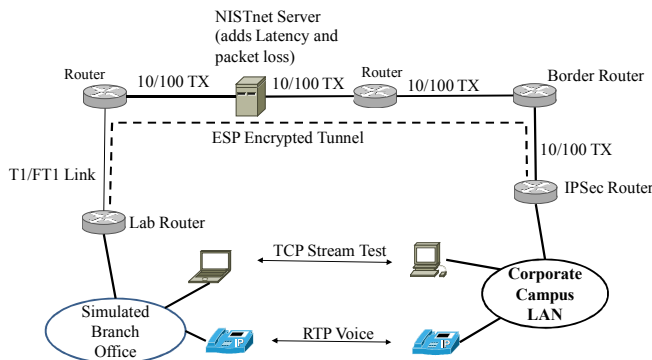 NISTnet Server
(adds Latency and
packet loss)
Router
10/100 TX
10/100 TX
Router
10/100 TX
Border Router
ESP Encrypted Tunnel
10/100 TX
T1/FT1 Link
IPSec Router
Lab Router
TCP Stream Test
Corporate
Campus
LAN
Simulated
Branch
Office
IP
RTP Voice
IP